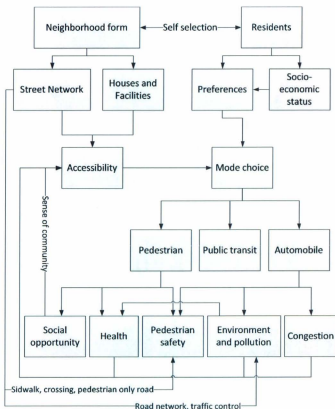 Neighborhood form
Self selection
Residents
Street Network
Houses and
Facilities
Preferences
Socio-
economic
status
Accessibility
Mode choice
Sense of community
Pedestrian
Public transit
Automobile
Social
opportunity
Health
Pedestrian
safety
Environment
and pollution
Congestion
Sidwalk, crossing, pedestrian only road
Road network, traffic control